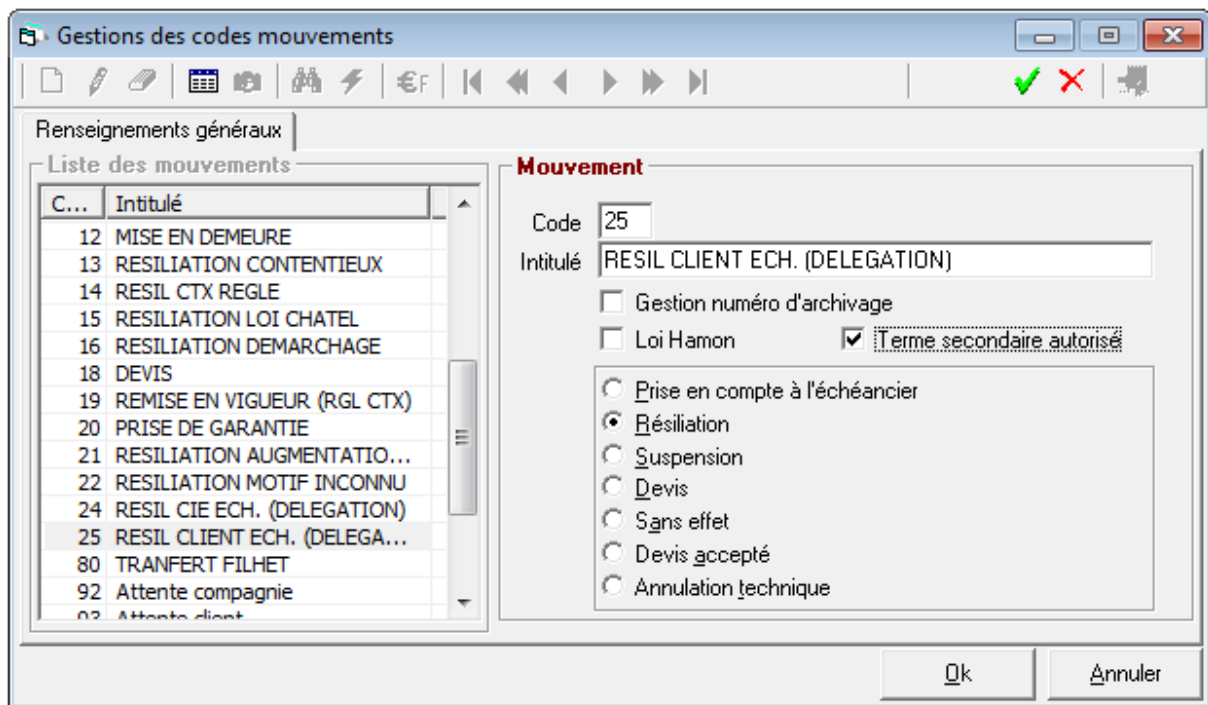 Gestions des codes mouvements
€F
Renseignements généraux
Liste des mouvements
C... Intitulé
12 MISE EN DEMEURE
13 RESILIATION CONTENTIEUX
14 RESIL CTX REGLE
15 RESILIATION LOI CHATEL
16 RESILIATION DEMARCHAGE
18 DEVIS
19 REMISE EN VIGUEUR (RGL CTX)
20 PRISE DE GARANTIE
21 RESILIATION AUGMENTATIO...
22 RESILIATION MOTIF INCONNU
24 RESIL CIE ECH. (DELEGATION)
25 RESIL CLIENT ECH. (DELEGA...
80 TRANFERT FILHET
92 Attente compagnie
93 Attente client
Mouvement
Code 25
Intitulé RESIL CLIENT ECH. (DELEGATION)
Gestion numéro d'archivage
Loi Hamon Terme secondaire autorisé
Prise en compte à l'échéancier
Résiliation
Suspension
Devis
Sans effet
Devis accepté
Annulation technique
Ok Annuler